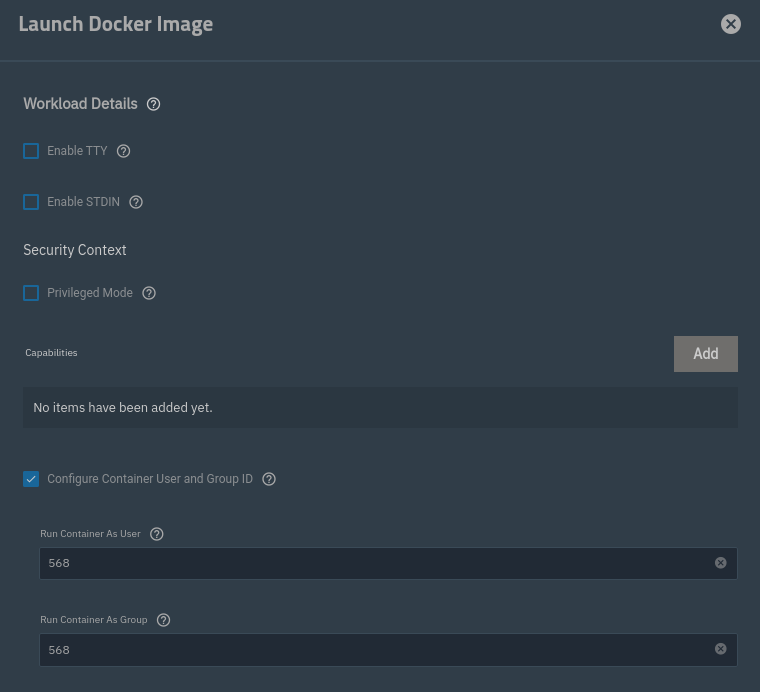 Launch Docker Image
Workload Details
Enable TTY
Enable STDIN
Security Context
Privileged Mode
Capabilities
Add
No items have been added yet.
Configure Container User and Group ID
Run Container As User
568
Run Container As Group
568